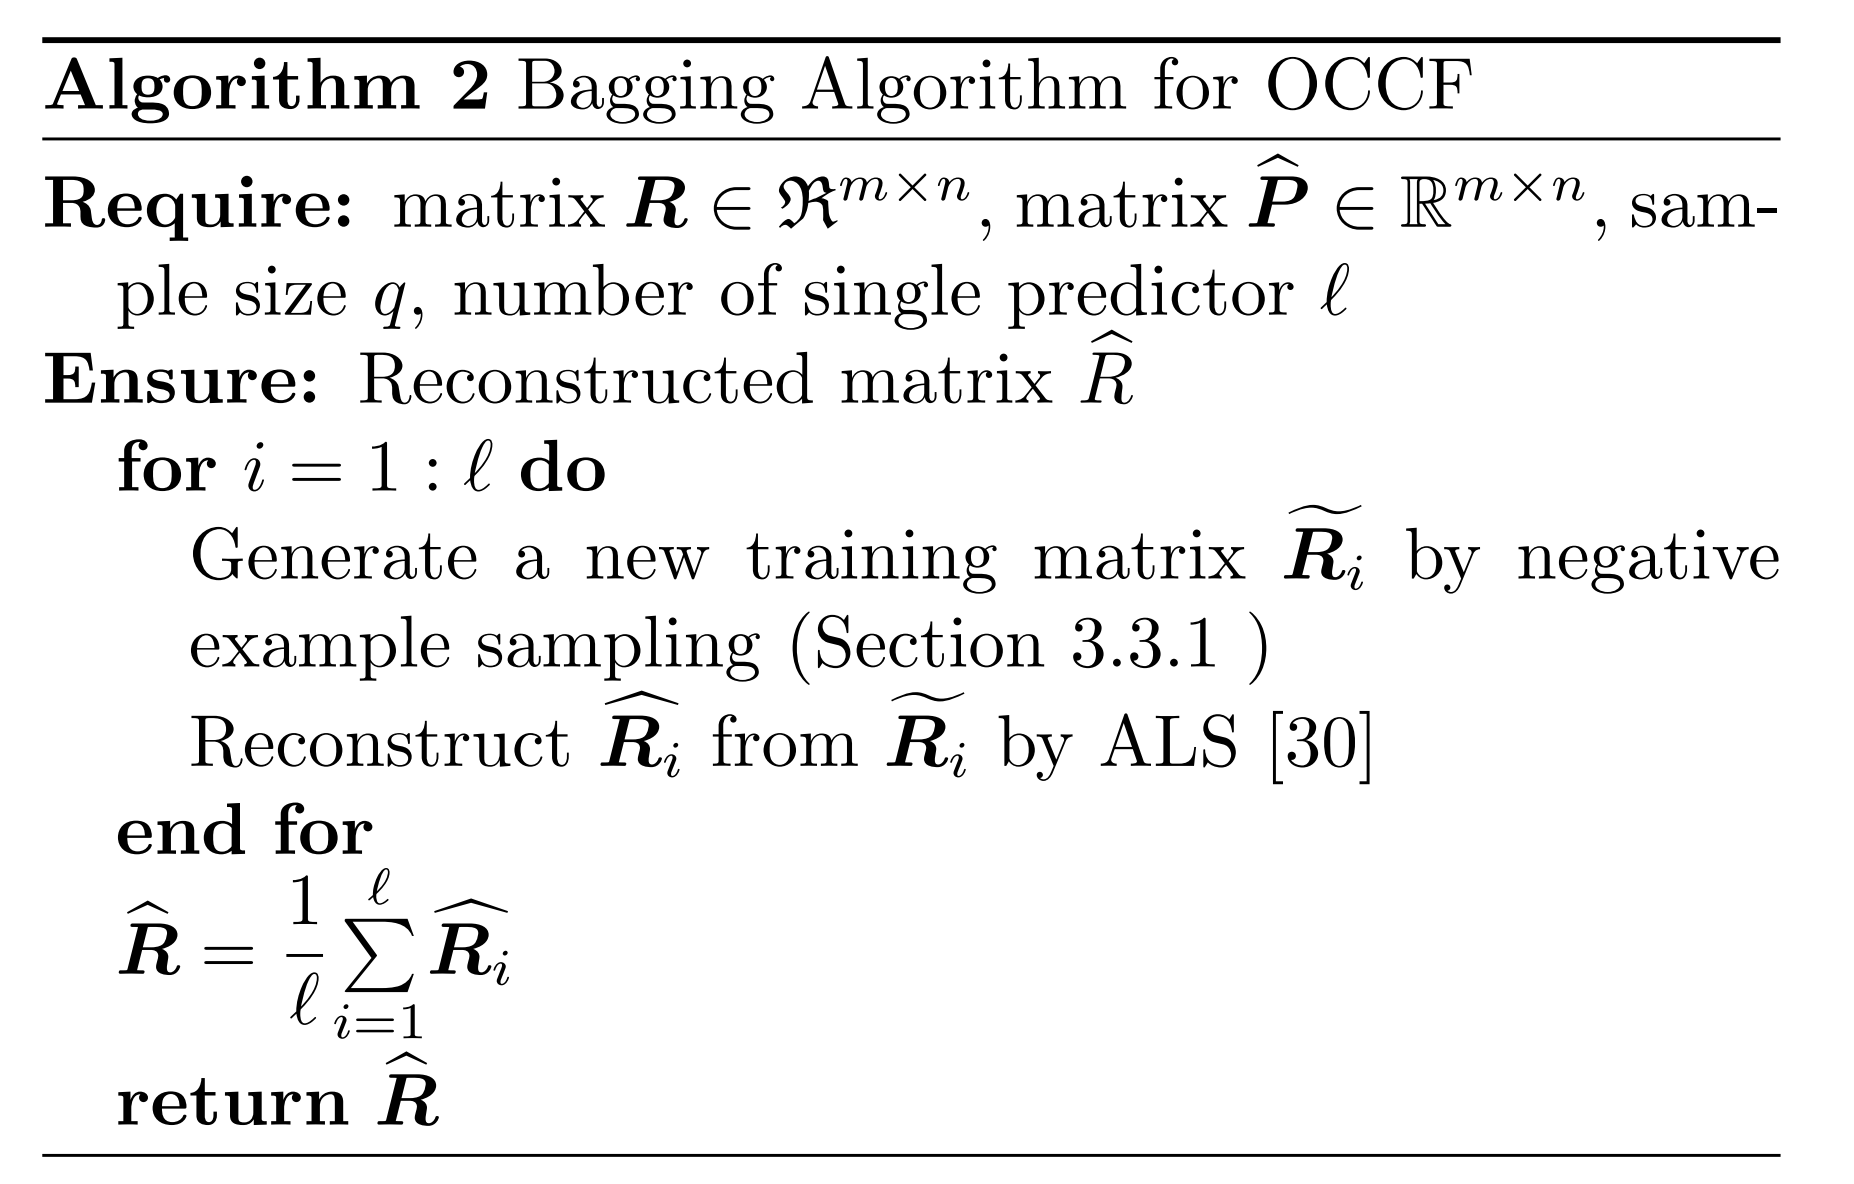 Algorithm 2 Bagging Algorithm for OCCF
Require: matrix $\boldsymbol{R} \in \mathfrak{R}^{m \times n}$, matrix $\widehat{\boldsymbol{P}} \in \mathbb{R}^{m \times n}$, sam-
ple size $q$, number of single predictor $\ell$
Ensure: Reconstructed matrix $\widehat{R}$
for $i = 1 : \ell$ do
Generate a new training matrix $\widetilde{\boldsymbol{R}_i}$ by negative
example sampling (Section 3.3.1 )
Reconstruct $\widehat{\boldsymbol{R}_i}$ from $\widetilde{\boldsymbol{R}_i}$ by ALS [30]
end for
$\widehat{\boldsymbol{R}} = \frac{1}{\ell} \sum_{i=1}^{\ell} \widehat{\boldsymbol{R}_i}$
return $\widehat{\boldsymbol{R}}$